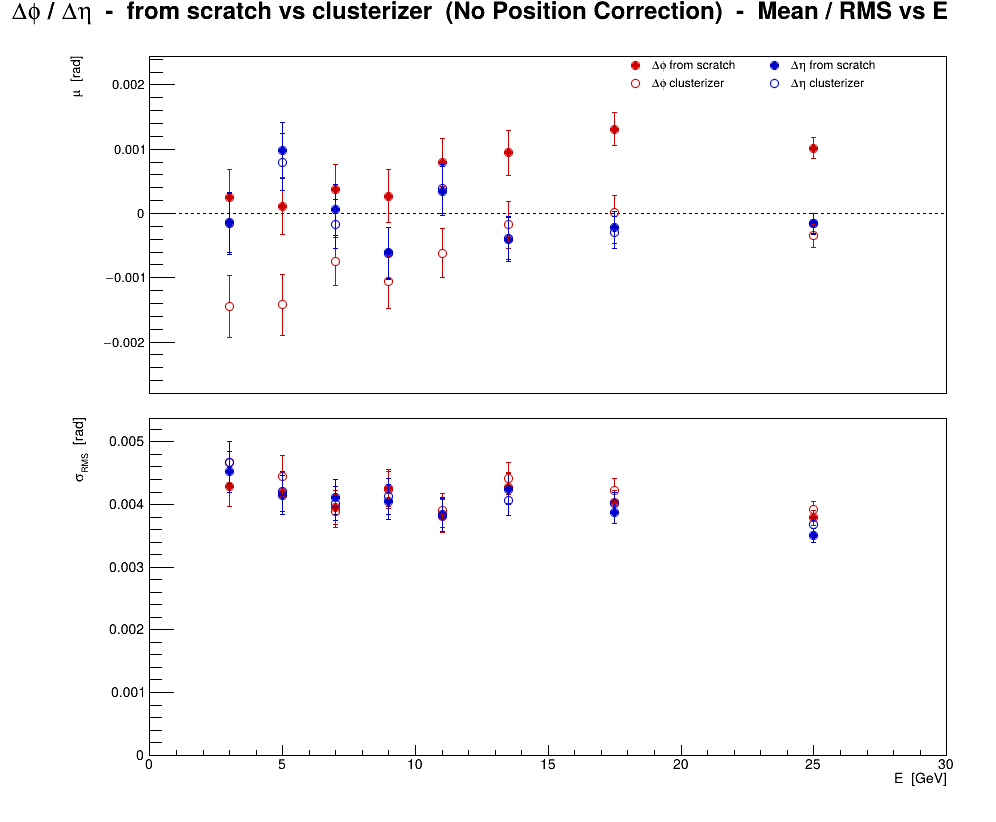 Δϕ / Δη - from scratch vs clusterizer (No Position Correction) - Mean / RMS vs E
μ [rad]
Δϕ from scratch Δη from scratch
Δϕ clusterizer Δη clusterizer
0.002
0.001
0
−0.001
−0.002
σRMS [rad]
0.005
0.004
0.003
0.002
0.001
0
0 5 10 15 20 25 30
E [GeV]